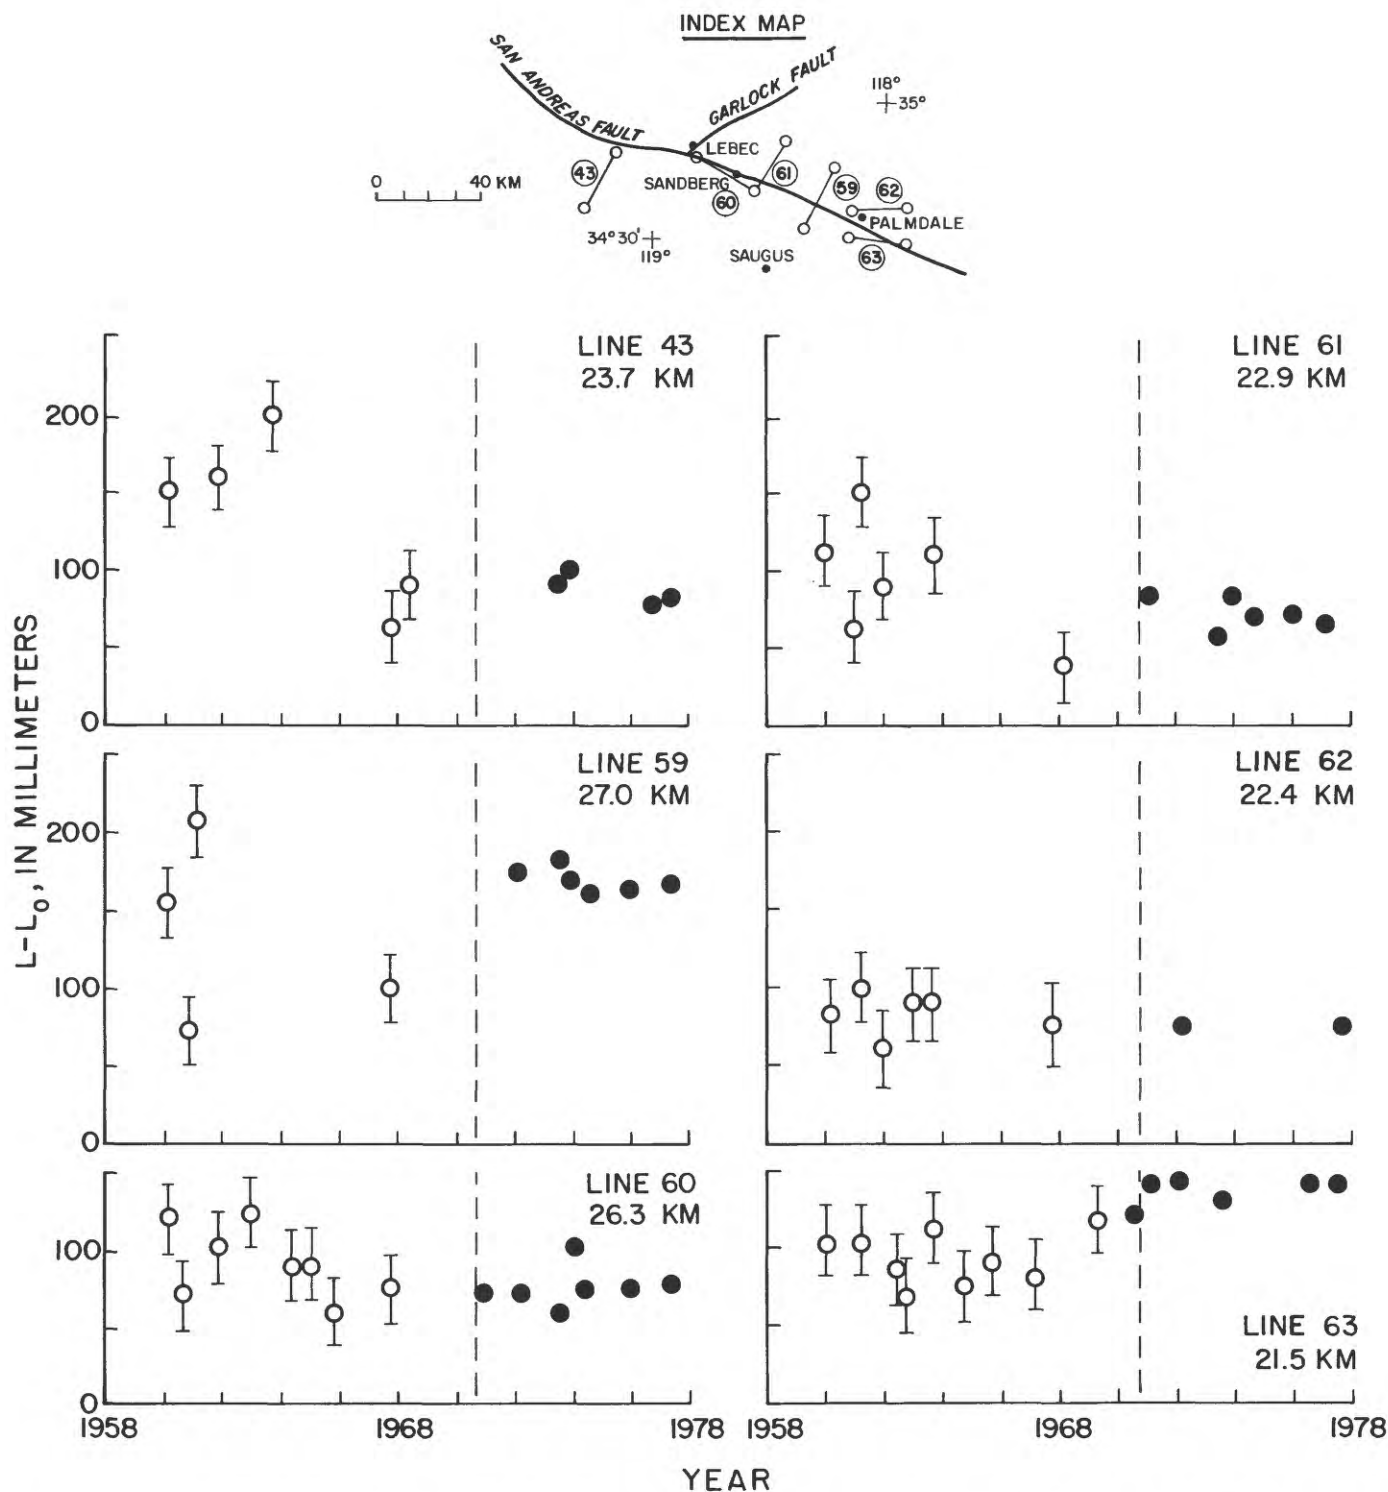 INDEX MAP
SAN ANDREAS FAULT
GARLOCK FAULT
118°
35°
LEBEC
43
61
0 40 KM
SANDBERG
60
59
62
PALMDALE
34° 30'
119°
SAUGUS
63
L-L0, IN MILLIMETERS
LINE 43
23.7 KM
200
100
0
LINE 61
22.9 KM
LINE 59
27.0 KM
200
100
0
LINE 62
22.4 KM
LINE 60
26.3 KM
100
0
1958 1968 1978
LINE 63
21.5 KM
1958 1968 1978
YEAR